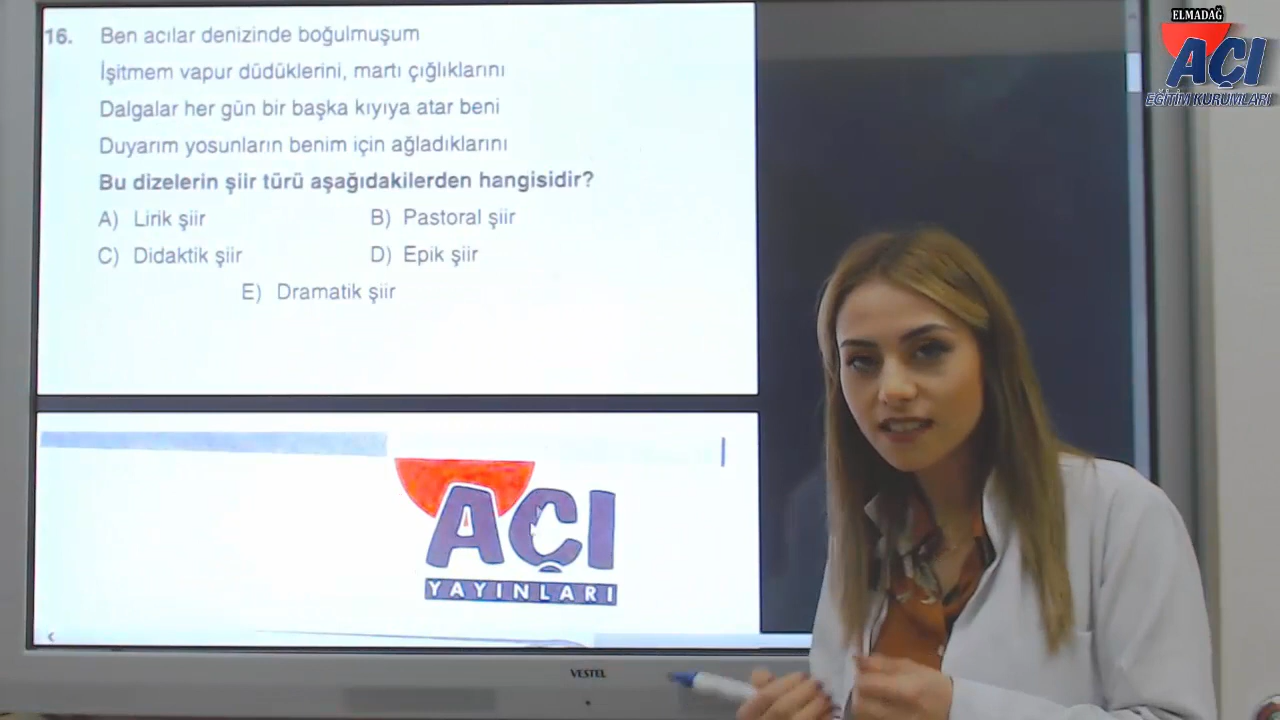 16. Ben acılar denizinde boğulmuşum
İşitmem vapur düdüklerini, martı çığlıklarını
Dalgalar her gün bir başka kıyıya atar beni
Duyarım yosunların benim için ağladıklarını
Bu dizelerin şiir türü aşağıdakilerden hangisidir?
A) Lirik şiir B) Pastoral şiir
C) Didaktik şiir D) Epik şiir
E) Dramatik şiir
AÇI
YAYINLARI
VESTEL
ELMADAĞ
AÇI
EĞİTİM KURUMLARI